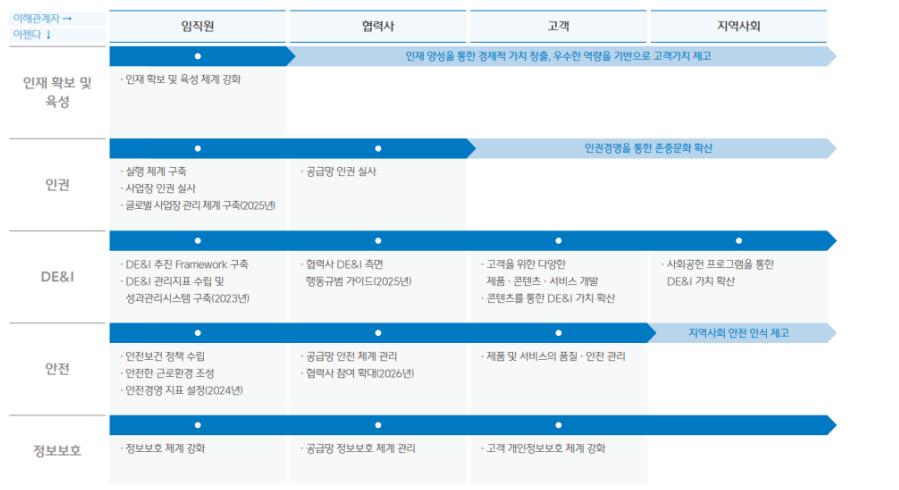 이해관계자 →
아젠다 ↓
임직원
협력사
고객
지역사회
인재 확보 및
육성
인재 양성을 통한 경제적 가치 창출, 우수한 역량을 기반으로 고객가치 제고
· 인재 확보 및 육성 체계 강화
인권
인권경영을 통한 존중문화 확산
· 실행 체계 구축
· 사업장 인권 실사
· 글로벌 사업장 관리 체계 구축(2025년)
· 공급망 인권 실사
DE&I
· DE&I 추진 Framework 구축
· DE&I 관리지표 수립 및
성과관리시스템 구축(2023년)
· 협력사 DE&I 측면
행동규범 가이드(2025년)
· 고객을 위한 다양한
제품 · 콘텐츠 · 서비스 개발
· 콘텐츠를 통한 DE&I 가치 확산
· 사회공헌 프로그램을 통한
DE&I 가치 확산
안전
지역사회 안전 인식 제고
· 안전보건 정책 수립
· 안전한 근로환경 조성
· 안전경영 지표 설정(2024년)
· 공급망 안전 체계 관리
· 협력사 참여 확대(2026년)
· 제품 및 서비스의 품질 · 안전 관리
정보보호
· 정보보호 체계 강화
· 공급망 정보보호 체계 관리
· 고객 개인정보보호 체계 강화